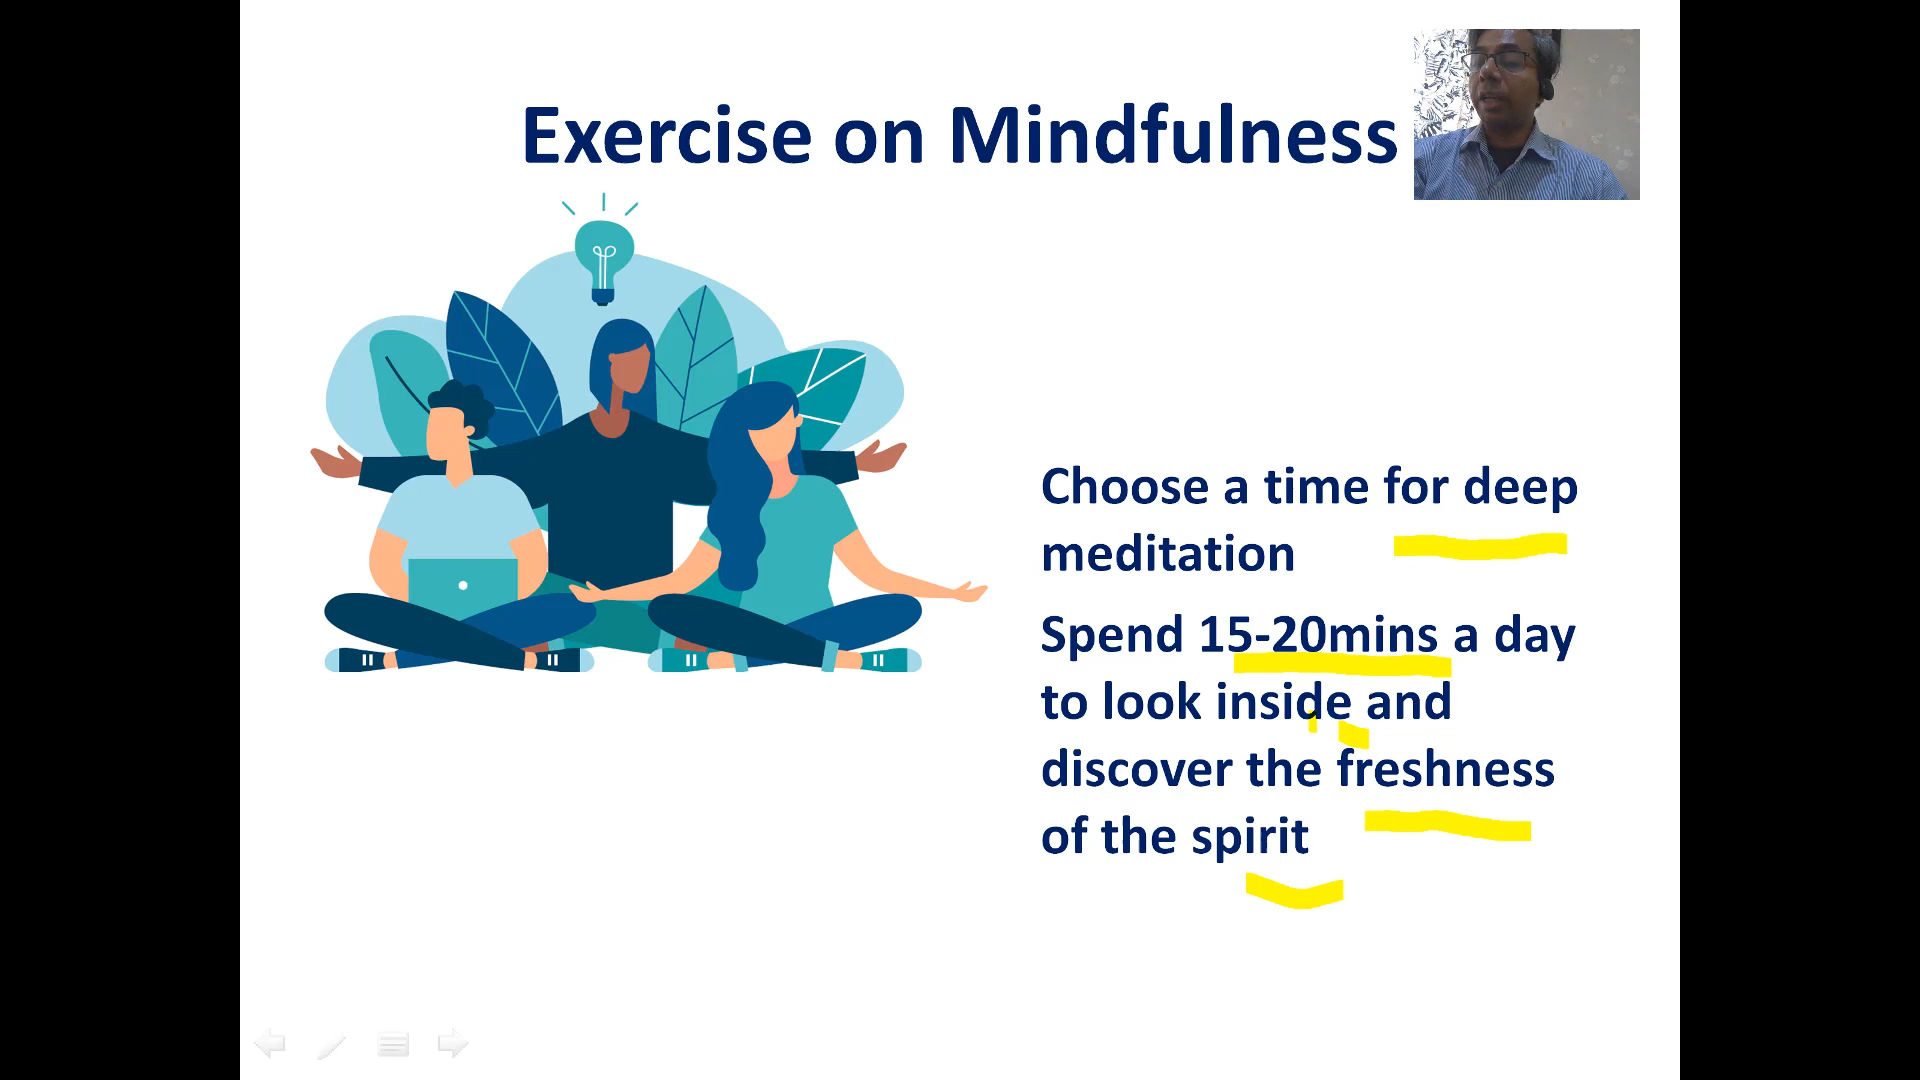 Exercise on Mindfulness
Choose a time for deep
meditation
Spend 15-20mins a day
to look inside and
discover the freshness
of the spirit